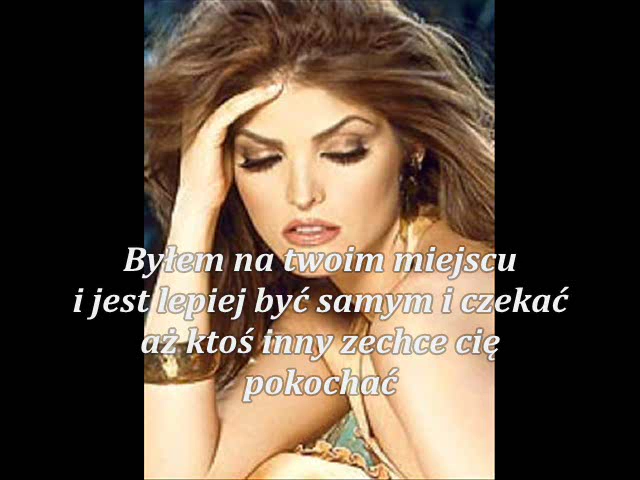 Byłem na twoim miejscu
i jest lepiej być samym i czekać
aż ktoś inny zechce cię
pokochać